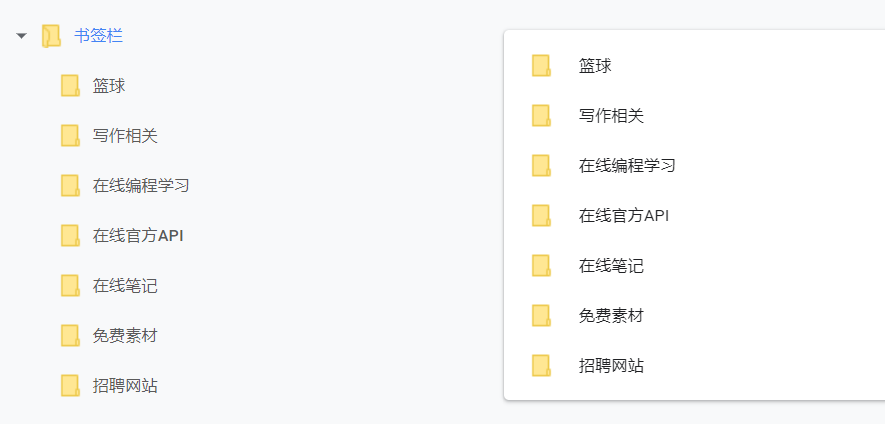 书签栏
篮球
写作相关
在线编程学习
在线官方API
在线笔记
免费素材
招聘网站
篮球
写作相关
在线编程学习
在线官方API
在线笔记
免费素材
招聘网站